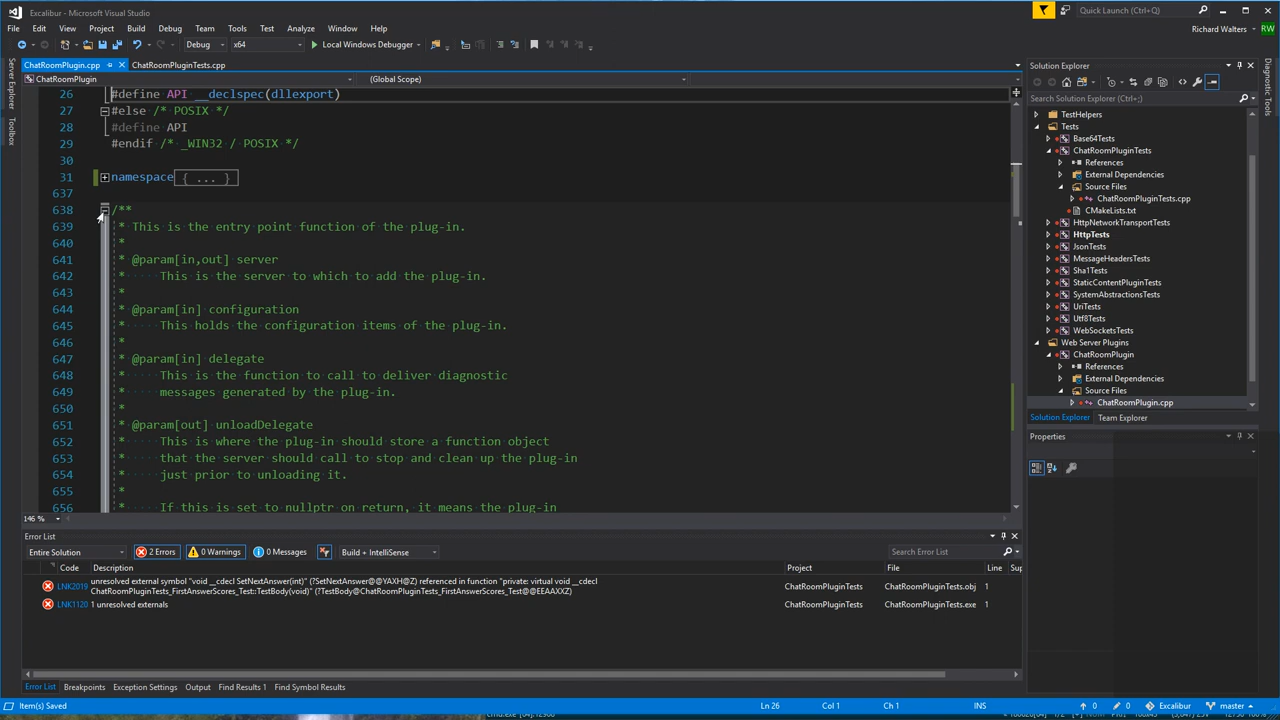 Excalibur - Microsoft Visual Studio
Quick Launch (Ctrl+Q)
File Edit View Project Build Debug Team Tools Test Analyze Window Help
Richard Walters RW
Debug x64 Local Windows Debugger
Server Explorer
Toolbox
ChatRoomPlugin.cpp ChatRoomPluginTests.cpp
ChatRoomPlugin (Global Scope)
26 #define API __declspec(dllexport)
27 #else /* POSIX */
28 #define API
29 #endif /* _WIN32 / POSIX */
30
31 namespace { ... }
637
638 /**
639 * This is the entry point function of the plug-in.
640 *
641 * @param[in,out] server
642 * This is the server to which to add the plug-in.
643 *
644 * @param[in] configuration
645 * This holds the configuration items of the plug-in.
646 *
647 * @param[in] delegate
648 * This is the function to call to deliver diagnostic
649 * messages generated by the plug-in.
650 *
651 * @param[out] unloadDelegate
652 * This is where the plug-in should store a function object
653 * that the server should call to stop and clean up the plug-in
654 * just prior to unloading it.
655 *
656 * If this is set to nullptr on return, it means the plug-in
146 %
Solution Explorer
Search Solution Explorer (Ctrl+;)
TestHelpers
Tests
Base64Tests
ChatRoomPluginTests
References
External Dependencies
Source Files
ChatRoomPluginTests.cpp
CMakeLists.txt
HttpNetworkTransportTests
HttpTests
JsonTests
MessageHeadersTests
Sha1Tests
StaticContentPluginTests
SystemAbstractionsTests
UriTests
Utf8Tests
WebSocketsTests
Web Server Plugins
ChatRoomPlugin
References
External Dependencies
Source Files
ChatRoomPlugin.cpp
Solution Explorer Team Explorer
Properties
Diagnostic Tools
Error List
Entire Solution 2 Errors 0 Warnings 0 Messages Build + IntelliSense Search Error List
Code Description Project File Line
LNK2019 unresolved external symbol "void __cdecl SetNextAnswer(int)" (?SetNextAnswer@@YAXH@Z) referenced in function "private: virtual void __cdecl
ChatRoomPluginTests_FirstAnswerScores_Test::TestBody(void)" (?TestBody@ChatRoomPluginTests_FirstAnswerScores_Test@@EEAAXXZ) ChatRoomPluginTests ChatRoomPluginTests.obj 1
LNK1120 1 unresolved externals ChatRoomPluginTests ChatRoomPluginTests.exe 1
Error List Breakpoints Exception Settings Output Find Results 1 Find Symbol Results
Item(s) Saved Ln 26 Col 1 Ch 1 INS 0 0 Excalibur master